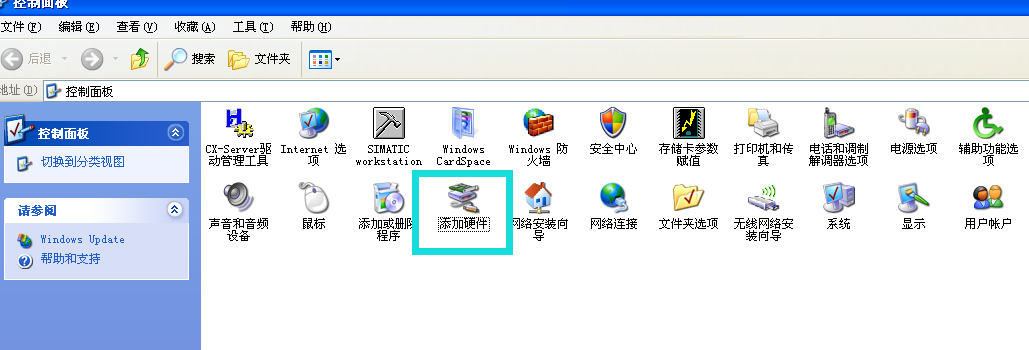 控制面板
文件(F) 编辑(E) 查看(V) 收藏(A) 工具(T) 帮助(H)
后退 搜索 文件夹
地址(D) 控制面板
控制面板
切换到分类视图
请参阅
Windows Update
帮助和支持
CX-Server驱
动管理工具
Internet 选
项
SIMATIC
workstation
Windows
CardSpace
Windows 防
火墙
安全中心
存储卡参数
赋值
打印机和传
真
电话和调制
解调器选项
电源选项
辅助功能选
项
声音和音频
设备
鼠标
添加或删除
程序
添加硬件
网络安装向
导
网络连接
文件夹选项
无线网络安
装向导
系统
显示
用户帐户